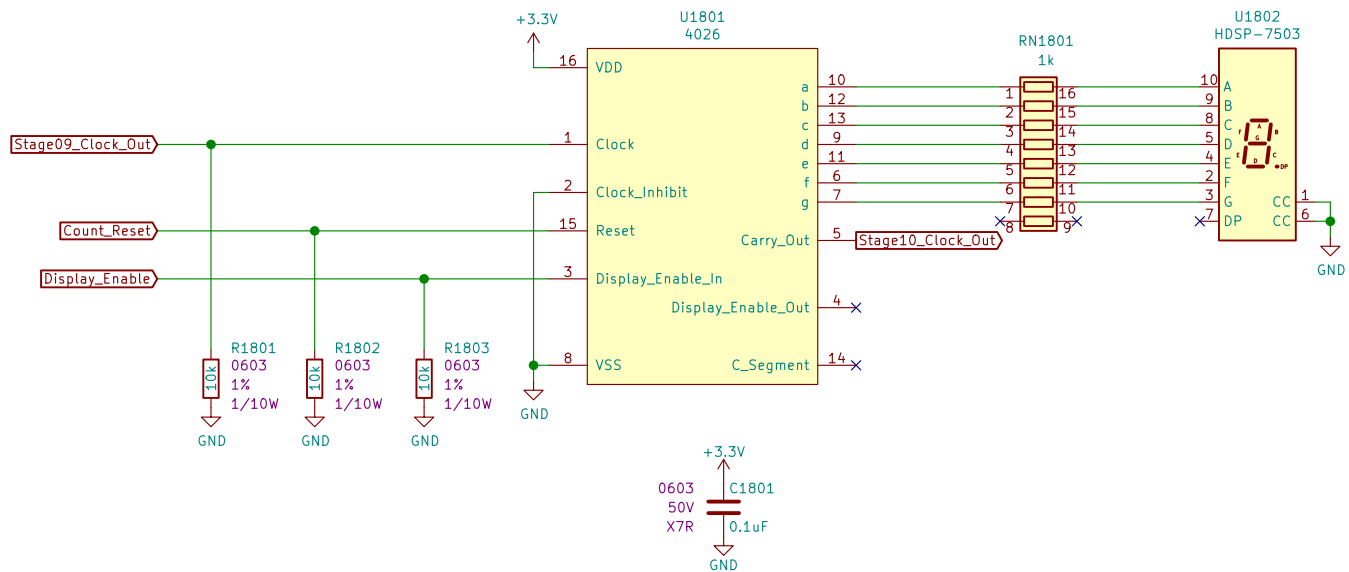 +3.3V
U1801
4026
16
VDD
Stage09_Clock_Out
1
Clock
2
Clock_Inhibit
Count_Reset
15
Reset
Display_Enable
3
Display_Enable_In
8
VSS
GND
a
10
b
12
c
13
d
9
e
11
f
6
g
7
Carry_Out
5
Stage10_Clock_Out
Display_Enable_Out
4
C_Segment
14
RN1801
1k
1
16
2
15
3
14
4
13
5
12
6
11
7
10
8
9
U1802
HDSP-7503
10
A
9
B
8
C
5
D
4
E
2
F
3
G
7
DP
A
F
B
G
E
C
D
DP
CC
1
CC
6
GND
R1801
10k
0603
1%
1/10W
GND
R1802
10k
0603
1%
1/10W
GND
R1803
10k
0603
1%
1/10W
GND
+3.3V
0603
C1801
50V
X7R
0.1uF
GND